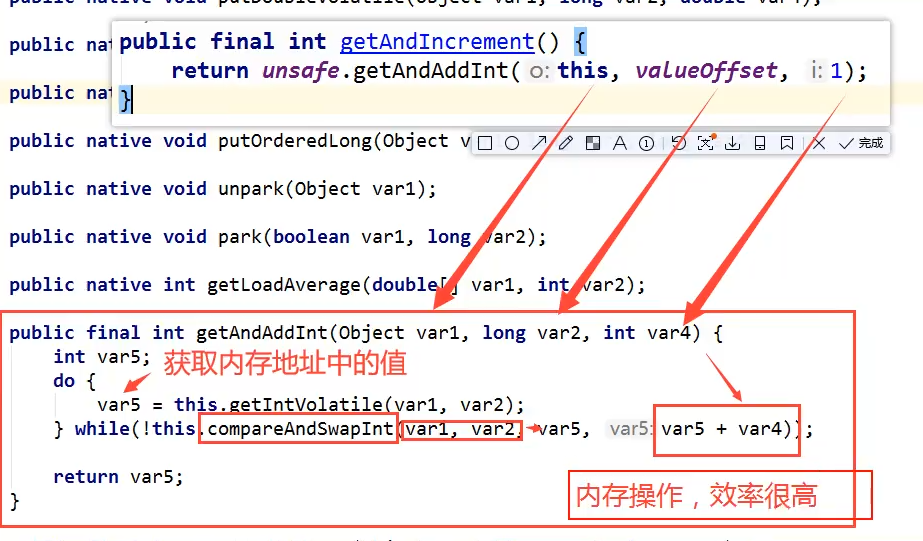 public native void putDoubleVolatile(Object var1, long var2, double var4);
public nat
public final int getAndIncrement() {
return unsafe.getAndAddInt( o: this, valueOffset, i: 1);
}
public nat
public native void putOrderedLong(Object v
A 1 完成
public native void unpark(Object var1);
public native void park(boolean var1, long var2);
public native int getLoadAverage(double[] var1, int var2);
public final int getAndAddInt(Object var1, long var2, int var4) {
int var5;
获取内存地址中的值
do {
var5 = this.getIntVolatile(var1, var2);
} while(!this.compareAndSwapInt(var1, var2, var5, var5: var5 + var4));
return var5;
内存操作，效率很高
}